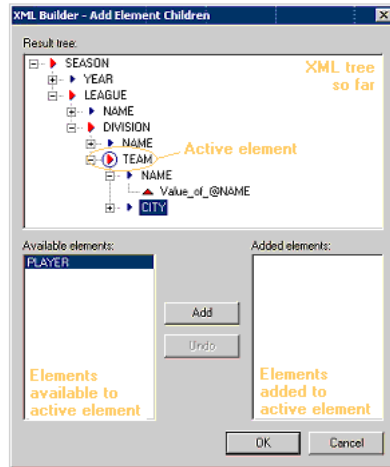 XML Builder - Add Element Children
Result tree:
SEASON
YEAR
LEAGUE
NAME
DIVISION
NAME
TEAM
NAME
Value_of_@NAME
CITY
XML tree
so far
Active element
Available elements:
PLAYER
Elements
available to
active element
Add
Undo
Added elements:
Elements
added to
active element
OK
Cancel